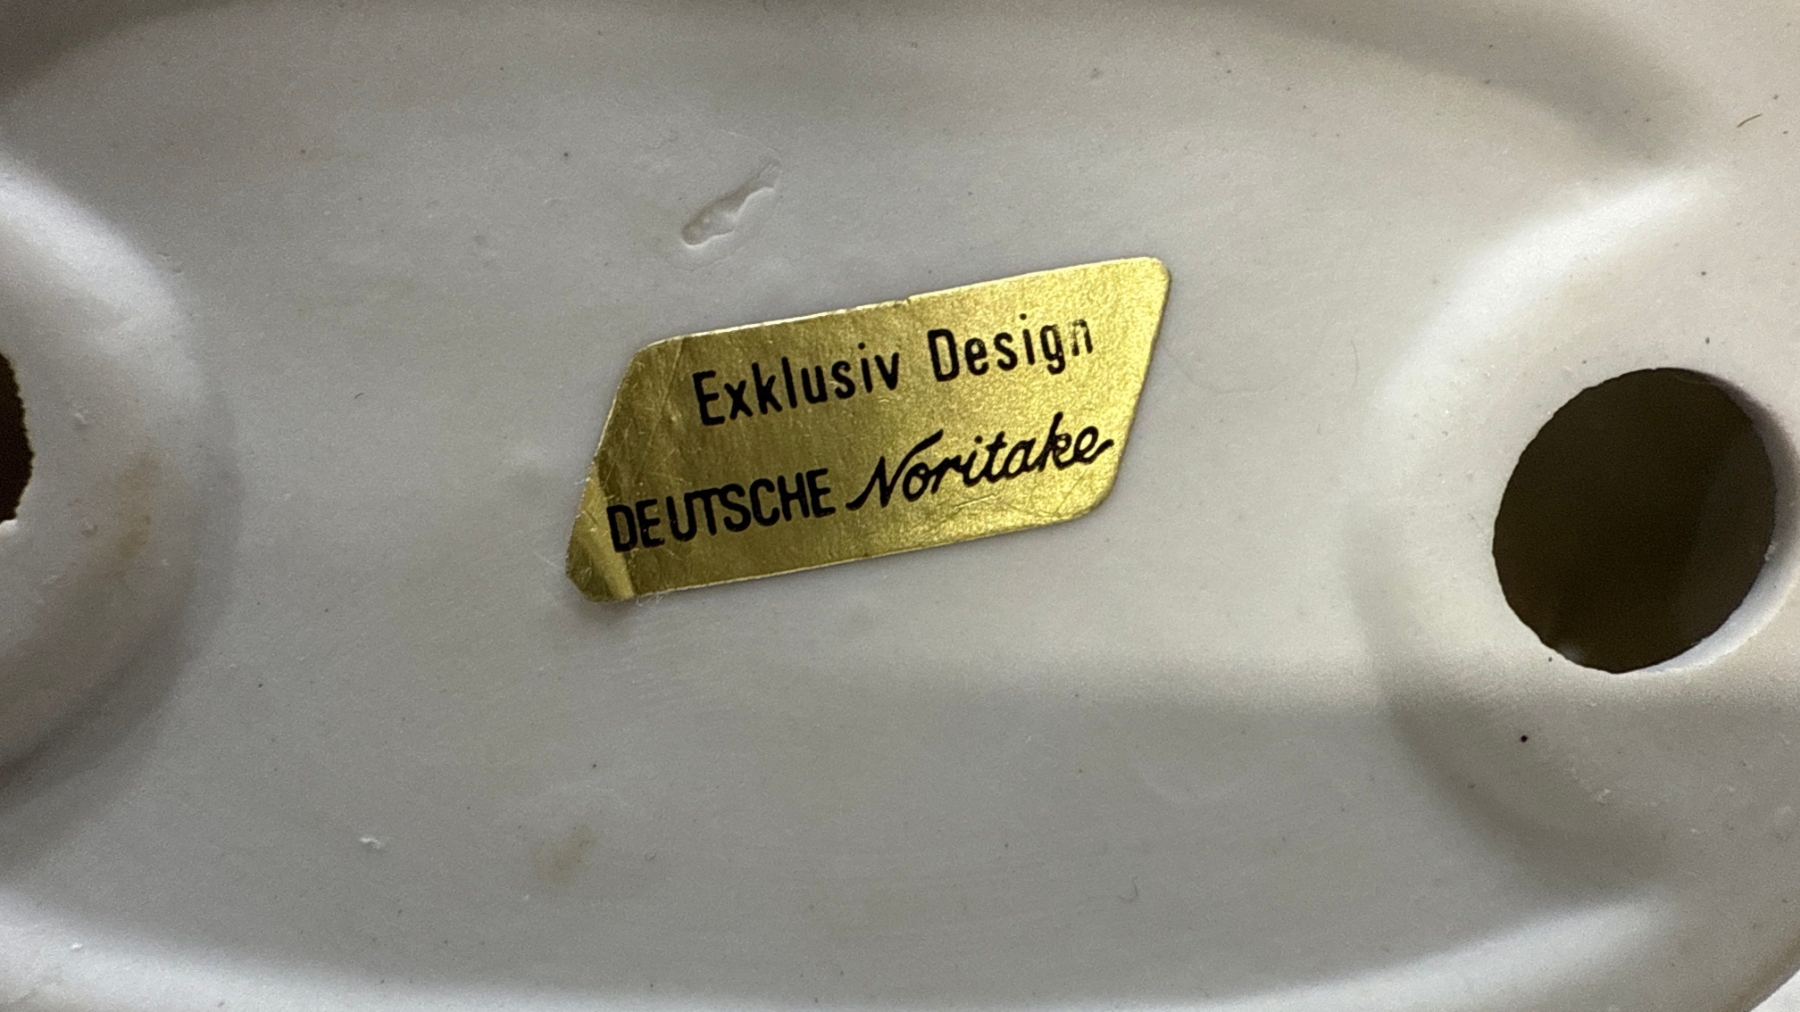 Exklusiv Design
DEUTSCHE Noritake